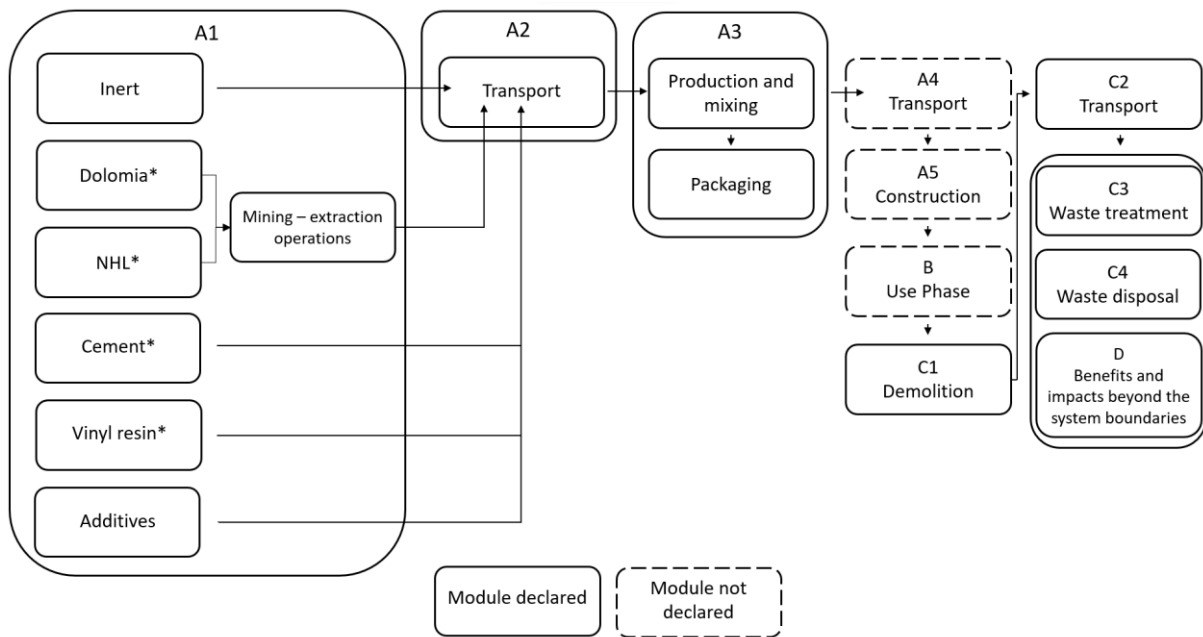 A1
Inert
Dolomia*
NHL*
Mining – extraction
operations
Cement*
Vinyl resin*
Additives
A2
Transport
A3
Production and
mixing
Packaging
A4
Transport
A5
Construction
B
Use Phase
C1
Demolition
C2
Transport
C3
Waste treatment
C4
Waste disposal
D
Benefits and
impacts beyond the
system boundaries
Module declared
Module not
declared